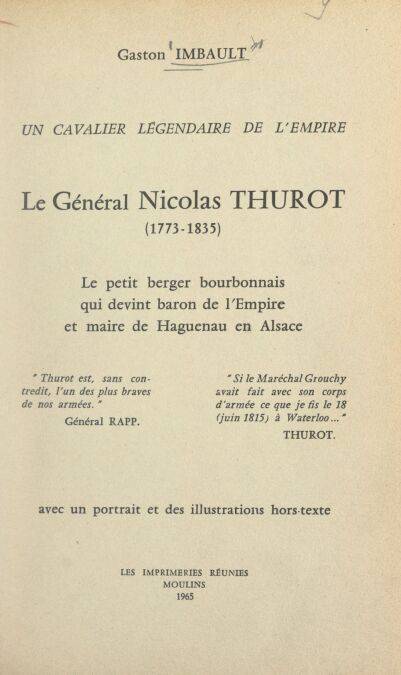 Gaston IMBAULT
UN CAVALIER LÉGENDAIRE DE L'EMPIRE
Le Général Nicolas THUROT
(1773-1835)
Le petit berger bourbonnais
qui devint baron de l'Empire
et maire de Haguenau en Alsace
" Thurot est, sans con-
tredit, l'un des plus braves
de nos armées. "
Général RAPP.
" Si le Maréchal Grouchy
avait fait avec son corps
d'armée ce que je fis le 18
(juin 1815) à Waterloo... "
THUROT.
avec un portrait et des illustrations hors-texte
LES IMPRIMERIES RÉUNIES
MOULINS
1965